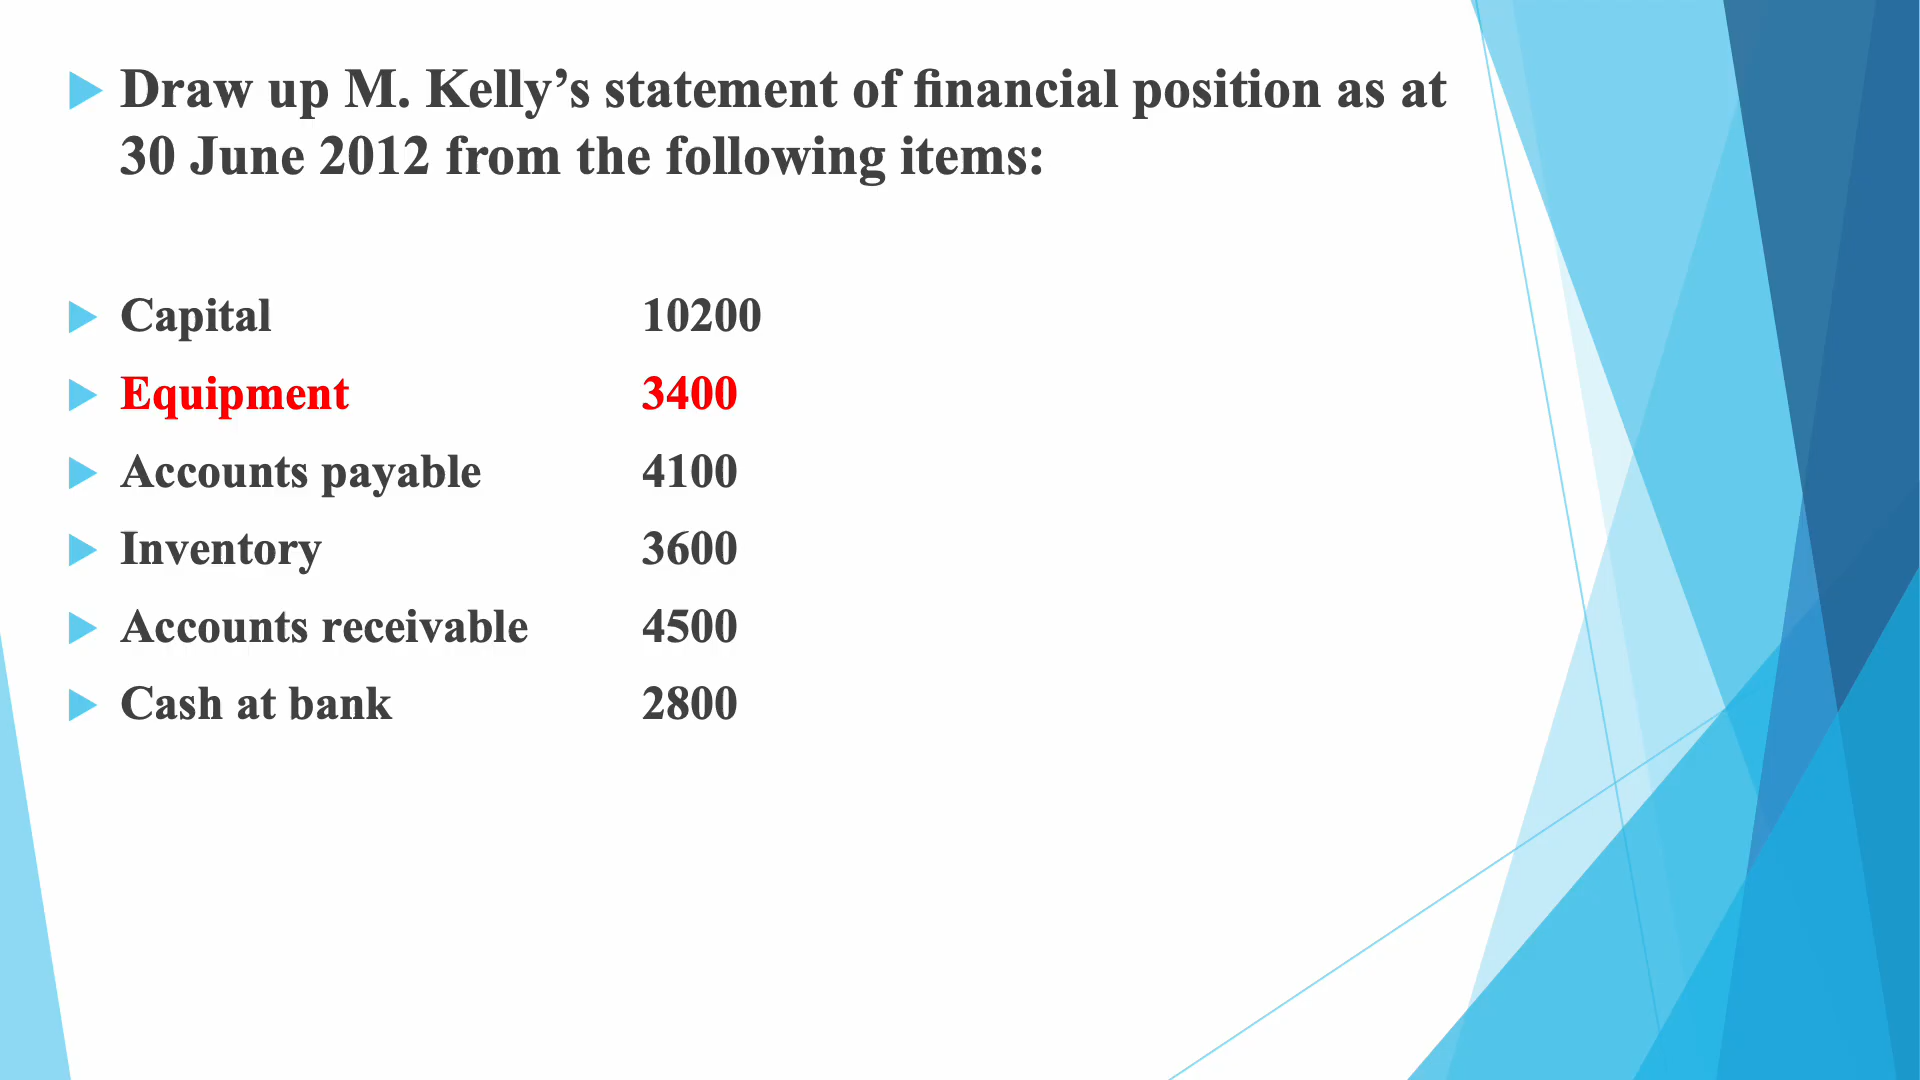 Draw up M. Kelly’s statement of financial position as at
30 June 2012 from the following items:
Capital 10200
Equipment 3400
Accounts payable 4100
Inventory 3600
Accounts receivable 4500
Cash at bank 2800